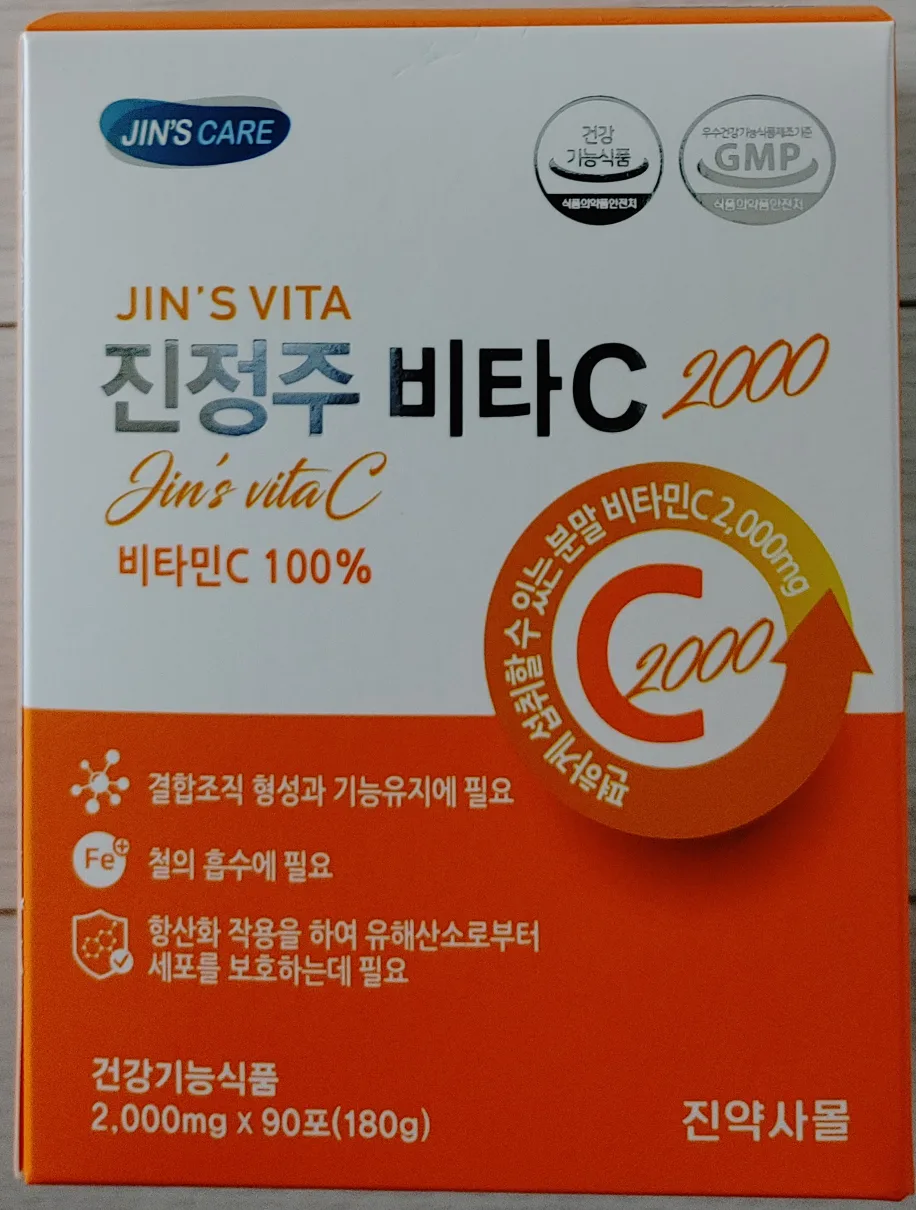 JIN'S CARE
건강
기능식품
식품의약품안전처
우수건강기능식품제조기준
GMP
식품의약품안전처
JIN'S VITA
진정주 비타C 2000
Jin's vita C
비타민C 100%
편하게 섭취할 수 있는 분말 비타민C 2,000mg
C 2000
결합조직 형성과 기능유지에 필요
Fe+
철의 흡수에 필요
항산화 작용을 하여 유해산소로부터
세포를 보호하는데 필요
건강기능식품
2,000mg x 90포(180g)
진약사몰